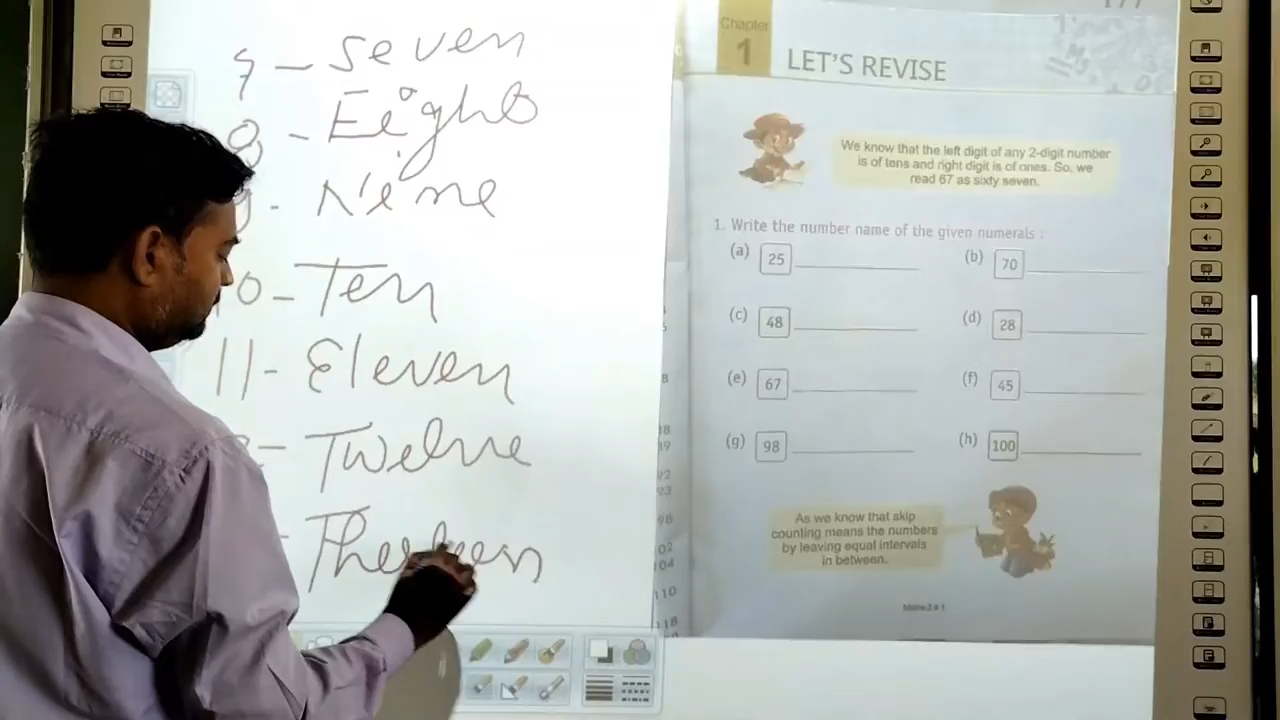 7 - Seven
8 - Eight
9 - Nine
10 - Ten
11 - Eleven
- Twelve
177
Chapter
1
LET'S REVISE
We know that the left digit of any 2-digit number
is of tens and right digit is of ones. So, we
read 67 as sixty seven.
1. Write the number name of the given numerals :
(a) 25
(b) 70
(c) 48
(d) 28
(e) 67
(f) 45
(g) 98
(h) 100
As we know that skip
counting means the numbers
by leaving equal intervals
in between.